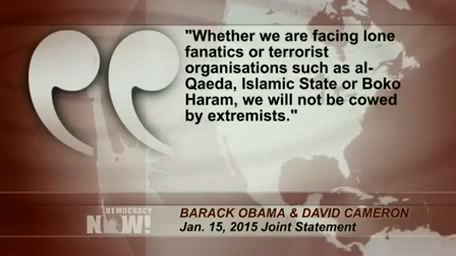 "Whether we are facing lone
fanatics or terrorist
organisations such as al-
Qaeda, Islamic State or Boko
Haram, we will not be cowed
by extremists."
DEMOCRACY
NOW!
BARACK OBAMA & DAVID CAMERON
Jan. 15, 2015 Joint Statement